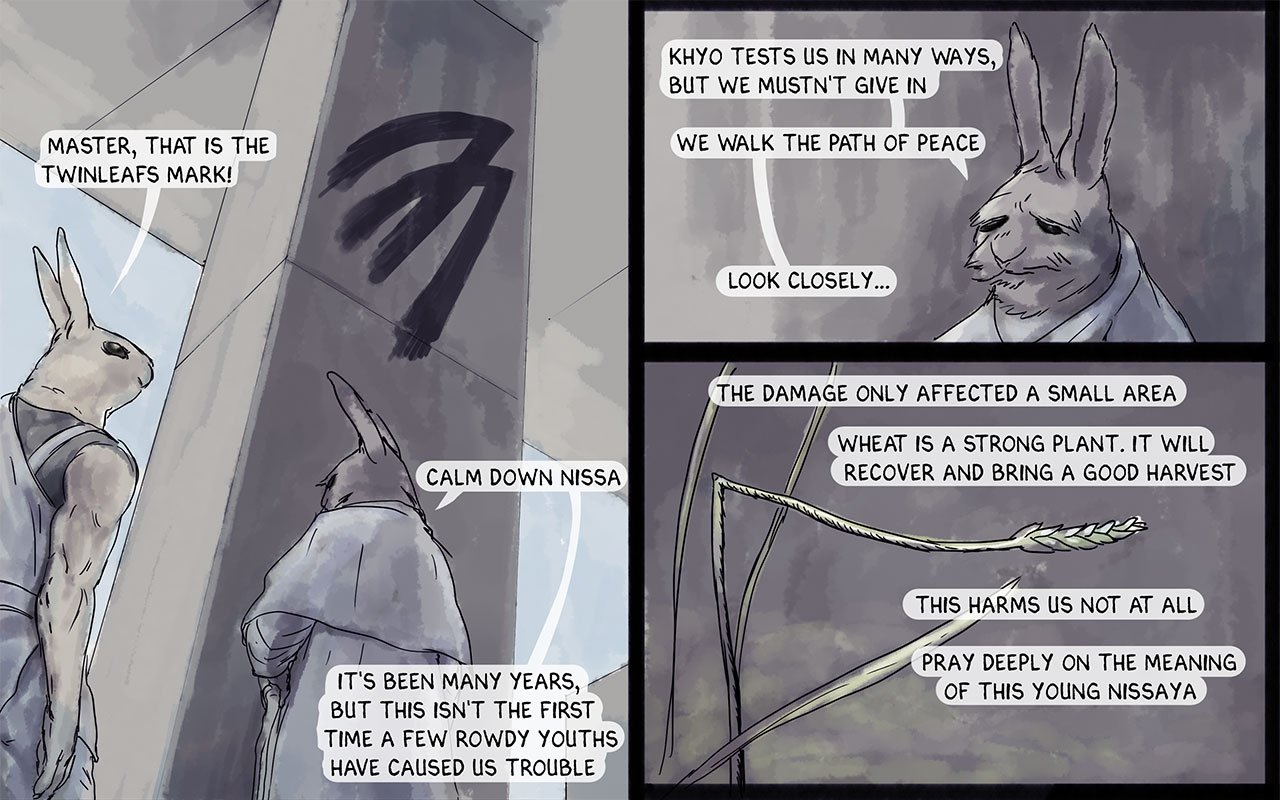 MASTER, THAT IS THE
TWINLEAFS MARK!
CALM DOWN NISSA
IT'S BEEN MANY YEARS,
BUT THIS ISN'T THE FIRST
TIME A FEW ROWDY YOUTHS
HAVE CAUSED US TROUBLE
KHYO TESTS US IN MANY WAYS,
BUT WE MUSTN'T GIVE IN
WE WALK THE PATH OF PEACE
LOOK CLOSELY...
THE DAMAGE ONLY AFFECTED A SMALL AREA
WHEAT IS A STRONG PLANT. IT WILL
RECOVER AND BRING A GOOD HARVEST
THIS HARMS US NOT AT ALL
PRAY DEEPLY ON THE MEANING
OF THIS YOUNG NISSAYA